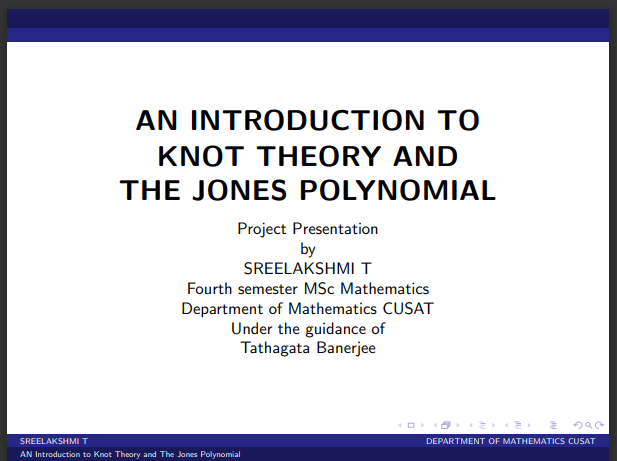 AN INTRODUCTION TO
KNOT THEORY AND
THE JONES POLYNOMIAL
Project Presentation
by
SREELAKSHMI T
Fourth semester MSc Mathematics
Department of Mathematics CUSAT
Under the guidance of
Tathagata Banerjee
SREELAKSHMI T
DEPARTMENT OF MATHEMATICS CUSAT
AN Introduction to Knot Theory and The Jones Polynomial